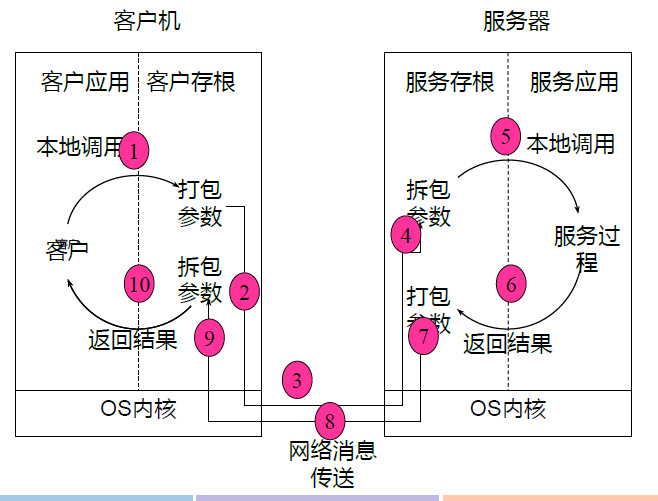 客户机
服务器
客户应用
客户存根
服务存根
服务应用
本地调用
1
5
本地调用
打包
参数
拆包
参数
4
客户
服务过
程
拆包
参数
10
2
6
打包
参数
返回结果
9
7
返回结果
3
OS内核
OS内核
8
网络消息
传送